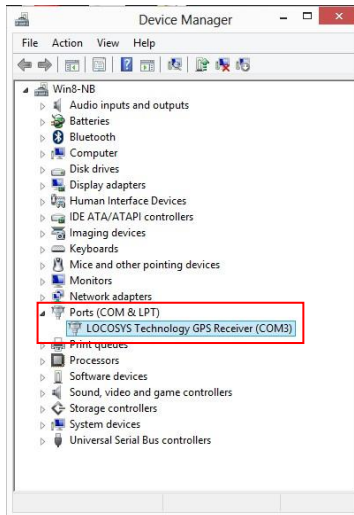 Device Manager
File Action View Help
Win8-NB
Audio inputs and outputs
Batteries
Bluetooth
Computer
Disk drives
Display adapters
Human Interface Devices
IDE ATA/ATAPI controllers
Imaging devices
Keyboards
Mice and other pointing devices
Monitors
Network adapters
Ports (COM & LPT)
LOCOSYS Technology GPS Receiver (COM3)
Print queues
Processors
Software devices
Sound, video and game controllers
Storage controllers
System devices
Universal Serial Bus controllers